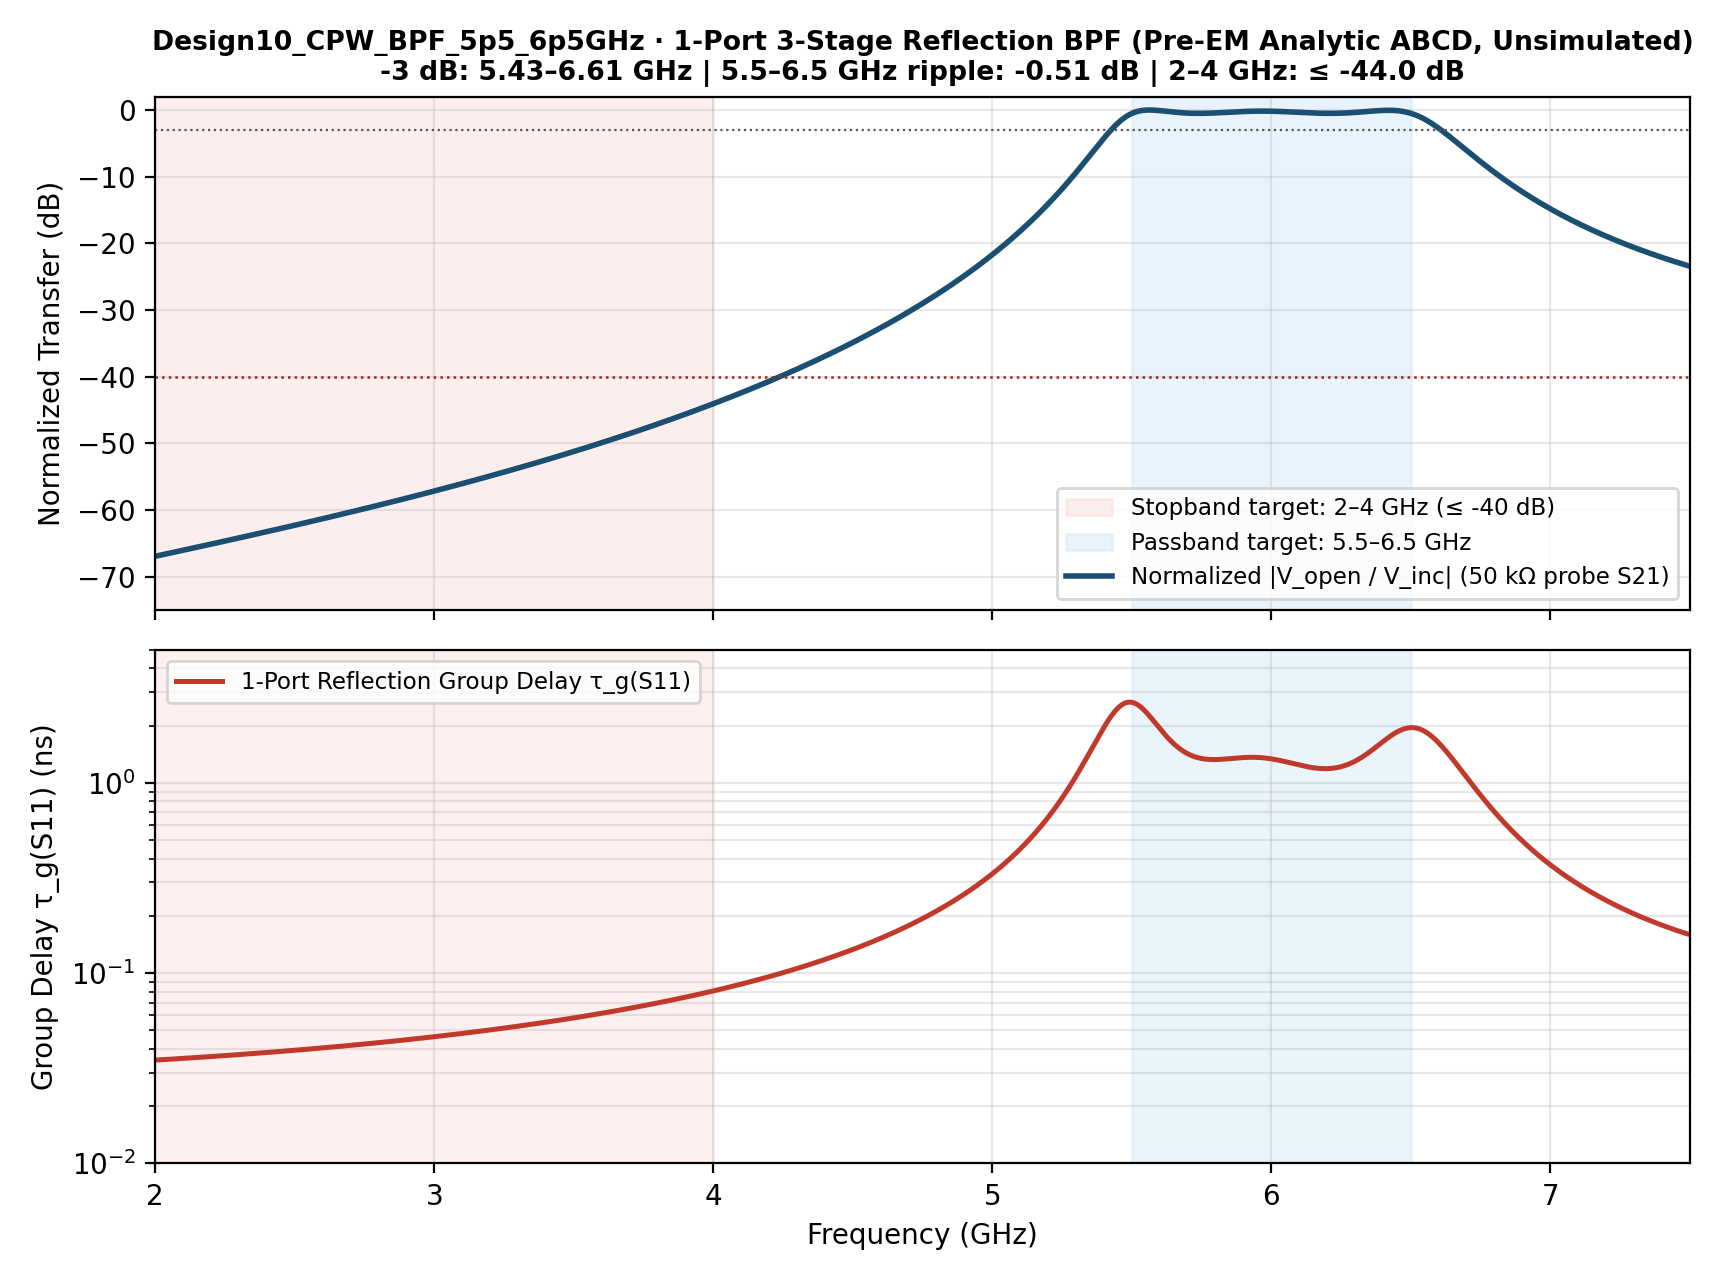 Design10_CPW_BPF_5p5_6p5GHz · 1-Port 3-Stage Reflection BPF (Pre-EM Analytic ABCD, Unsimulated)
-3 dB: 5.43–6.61 GHz | 5.5–6.5 GHz ripple: -0.51 dB | 2–4 GHz: ≤ -44.0 dB
Normalized Transfer (dB)
0
−10
−20
−30
−40
−50
−60
−70
Stopband target: 2–4 GHz (≤ -40 dB)
Passband target: 5.5–6.5 GHz
Normalized |V_open / V_inc| (50 kΩ probe S21)
Group Delay τ_g(S11) (ns)
1-Port Reflection Group Delay τ_g(S11)
10⁰
10⁻¹
10⁻²
2 3 4 5 6 7
Frequency (GHz)